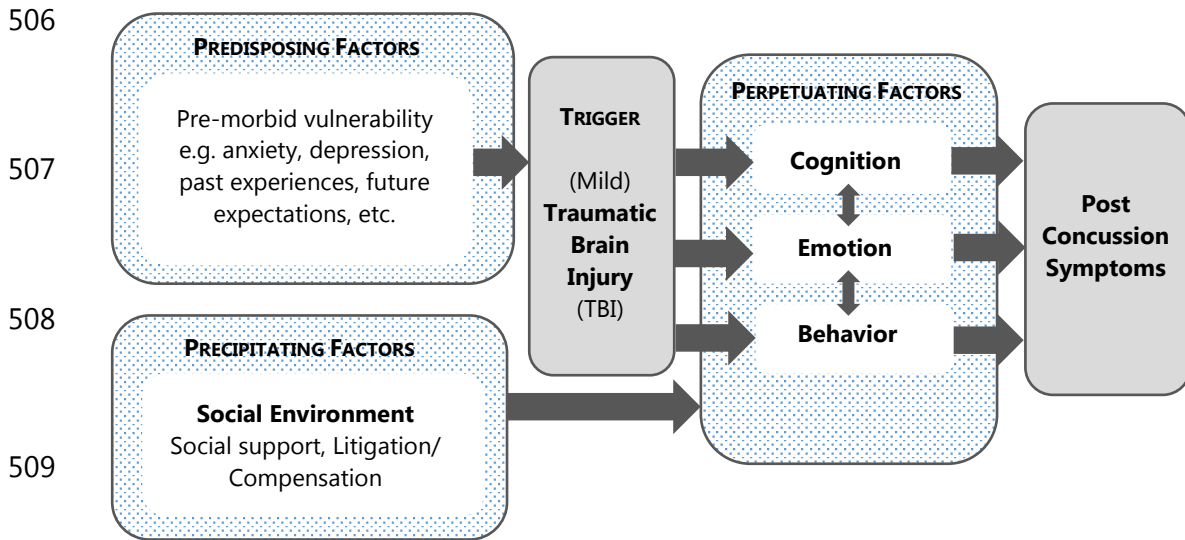 506
PREDISPOSING FACTORS
Pre-morbid vulnerability
e.g. anxiety, depression,
past experiences, future
expectations, etc.
507
TRIGGER
(Mild)
Traumatic
Brain
Injury
(TBI)
PERPETUATING FACTORS
Cognition
Emotion
Behavior
Post
Concussion
Symptoms
508
PRECIPITATING FACTORS
Social Environment
Social support, Litigation/
Compensation
509